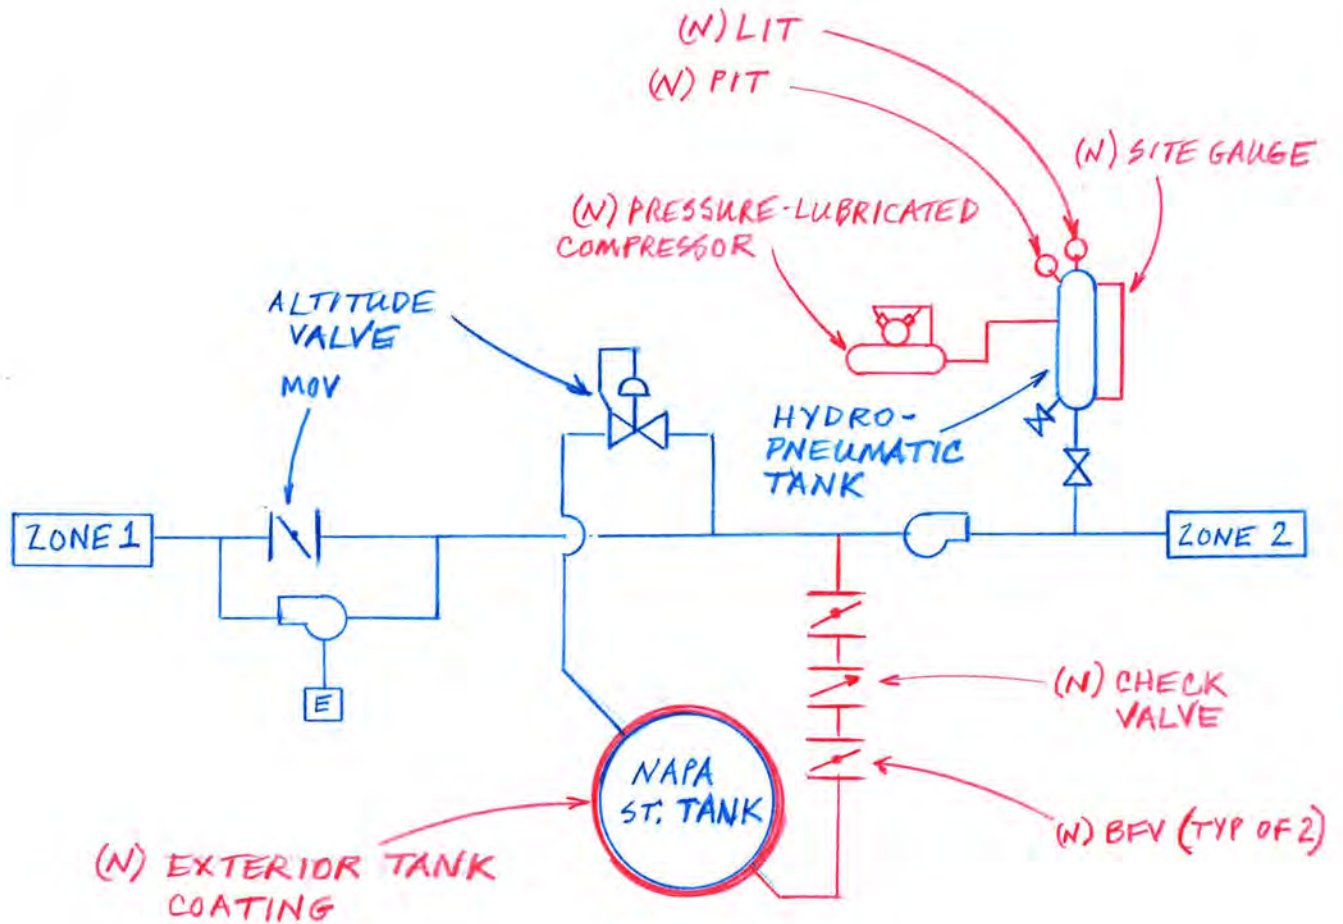 (N) LIT
(N) PIT
(N) SITE GAUGE
(N) PRESSURE-LUBRICATED
COMPRESSOR
ALTITUDE
VALVE
MOV
HYDRO-
PNEUMATIC
TANK
ZONE 1
ZONE 2
E
(N) CHECK
VALVE
NAPA
ST. TANK
(N) BFV (TYP OF 2)
(N) EXTERIOR TANK
COATING